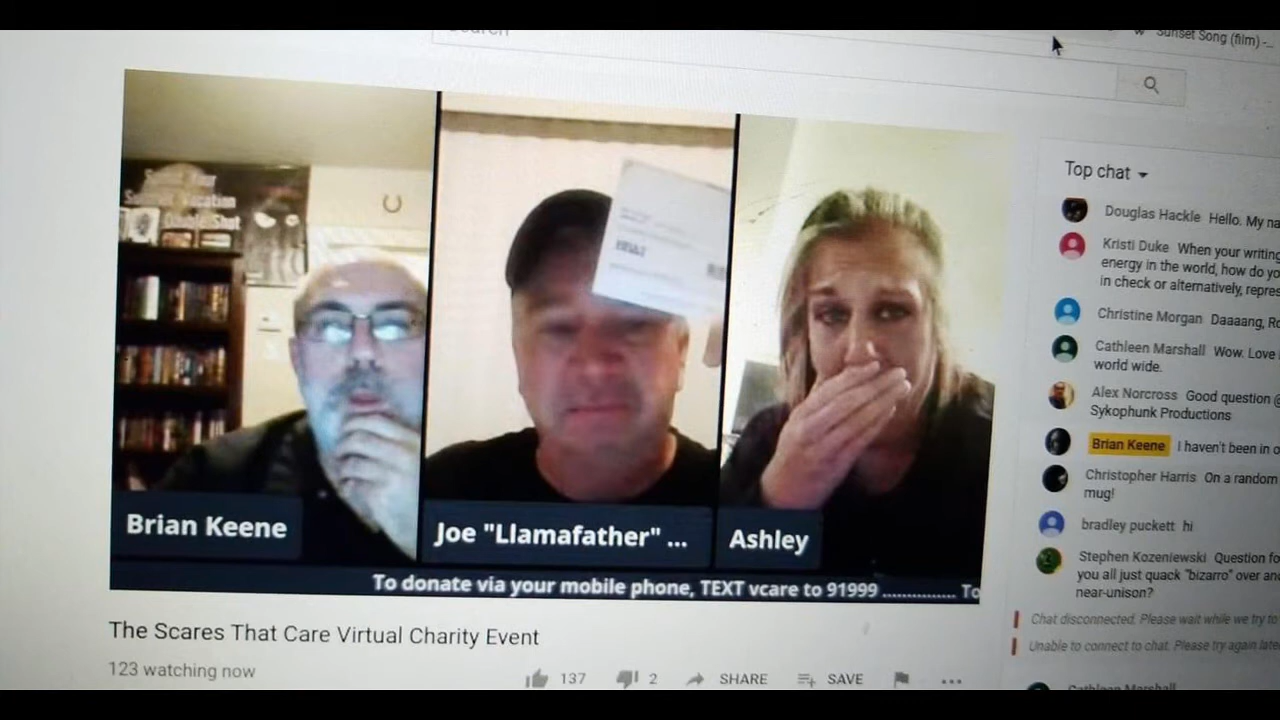 Search
Sunset Song (film) -...
Brian Keene
Joe "Llamafather" ...
Ashley
To donate via your mobile phone, TEXT vcare to 91999 ............... To
The Scares That Care Virtual Charity Event
123 watching now
137
2
SHARE
SAVE
Top chat
Douglas Hackle Hello. My na
Kristi Duke When your writing
energy in the world, how do yo
in check or alternatively, repres
Christine Morgan Daaaang, Ro
Cathleen Marshall Wow. Love
world wide.
Alex Norcross Good question @
Sykophunk Productions
Brian Keene I haven't been in o
Christopher Harris On a random
mug!
bradley puckett hi
Stephen Kozeniewski Question fo
you all just quack "bizarro" over and
near-unison?
Chat disconnected. Please wait while we try to
Unable to connect to chat. Please try again late
Cathleen Marshall